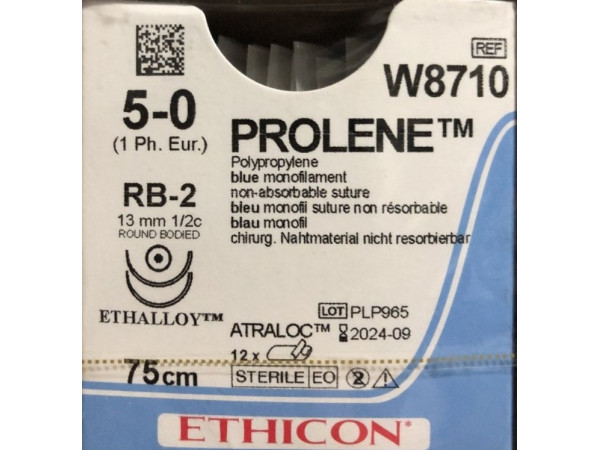 REF
W8710
5-0
(1 Ph. Eur.)
PROLENE™
Polypropylene
blue monofilament
non-absorbable suture
bleu monofil suture non résorbable
blau monofil
chirurg. Nahtmaterial nicht resorbierbar
RB-2
13 mm 1/2c
ROUND BODIED
ETHALLOY™
LOT PLP965
ATRALOC™ 2024-09
12 x
75cm
STERILE EO 2
ETHICON